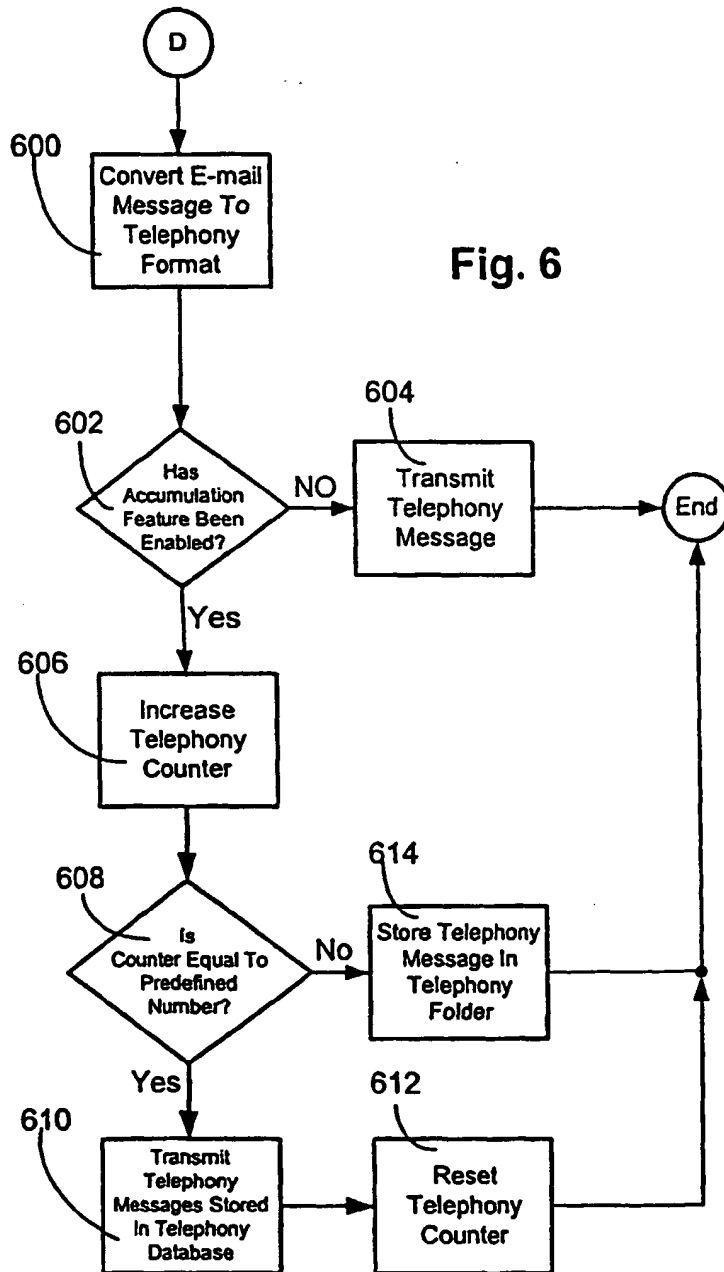 D
600
Convert E-mail
Message To
Telephony
Format
Fig. 6
602
Has
Accumulation
Feature Been
Enabled?
NO
604
Transmit
Telephony
Message
End
Yes
606
Increase
Telephony
Counter
608
Is
Counter Equal To
Predefined
Number?
No
614
Store Telephony
Message In
Telephony
Folder
Yes
610
Transmit
Telephony
Messages Stored
In Telephony
Database
612
Reset
Telephony
Counter